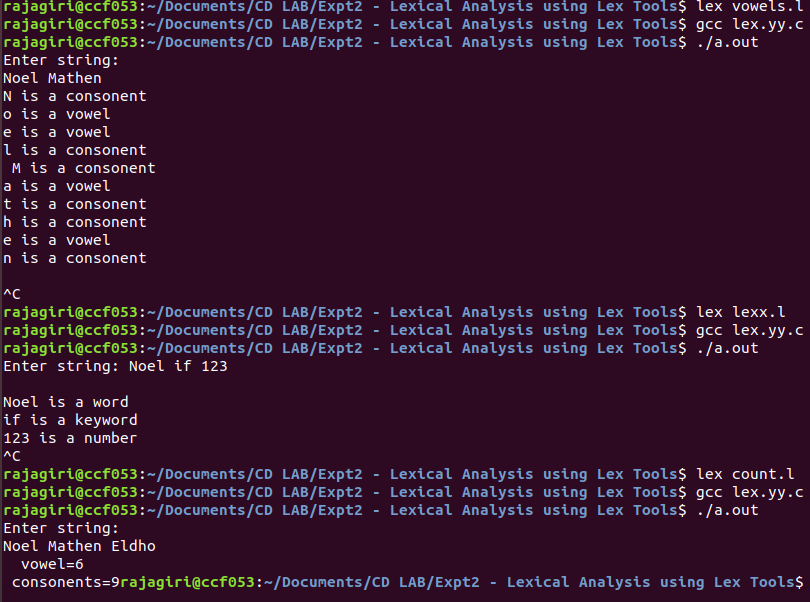 rajagiri@ccf053:~/Documents/CD LAB/Expt2 - Lexical Analysis using Lex Tools$ lex vowels.l
rajagiri@ccf053:~/Documents/CD LAB/Expt2 - Lexical Analysis using Lex Tools$ gcc lex.yy.c
rajagiri@ccf053:~/Documents/CD LAB/Expt2 - Lexical Analysis using Lex Tools$ ./a.out
Enter string:
Noel Mathen
N is a consonent
o is a vowel
e is a vowel
l is a consonent
 M is a consonent
a is a vowel
t is a consonent
h is a consonent
e is a vowel
n is a consonent
^C
rajagiri@ccf053:~/Documents/CD LAB/Expt2 - Lexical Analysis using Lex Tools$ lex lexx.l
rajagiri@ccf053:~/Documents/CD LAB/Expt2 - Lexical Analysis using Lex Tools$ gcc lex.yy.c
rajagiri@ccf053:~/Documents/CD LAB/Expt2 - Lexical Analysis using Lex Tools$ ./a.out
Enter string: Noel if 123
Noel is a word
if is a keyword
123 is a number
^C
rajagiri@ccf053:~/Documents/CD LAB/Expt2 - Lexical Analysis using Lex Tools$ lex count.l
rajagiri@ccf053:~/Documents/CD LAB/Expt2 - Lexical Analysis using Lex Tools$ gcc lex.yy.c
rajagiri@ccf053:~/Documents/CD LAB/Expt2 - Lexical Analysis using Lex Tools$ ./a.out
Enter string:
Noel Mathen Eldho
  vowel=6
 consonents=9rajagiri@ccf053:~/Documents/CD LAB/Expt2 - Lexical Analysis using Lex Tools$